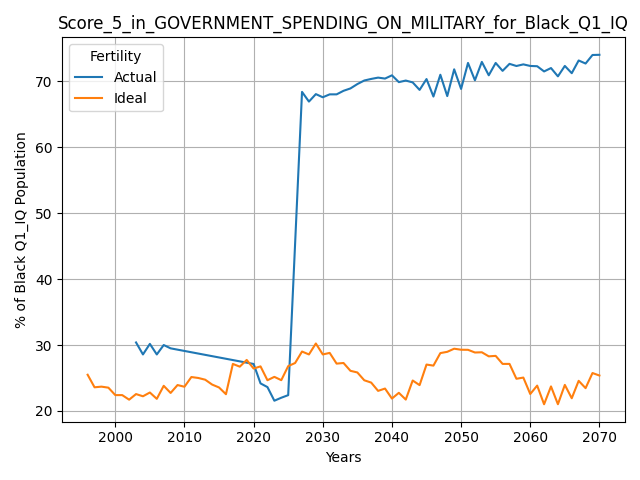 Score_5_in_GOVERNMENT_SPENDING_ON_MILITARY_for_Black_Q1_IQ
Fertility
Actual
Ideal
% of Black Q1_IQ Population
70
60
50
40
30
20
2000 2010 2020 2030 2040 2050 2060 2070
Years